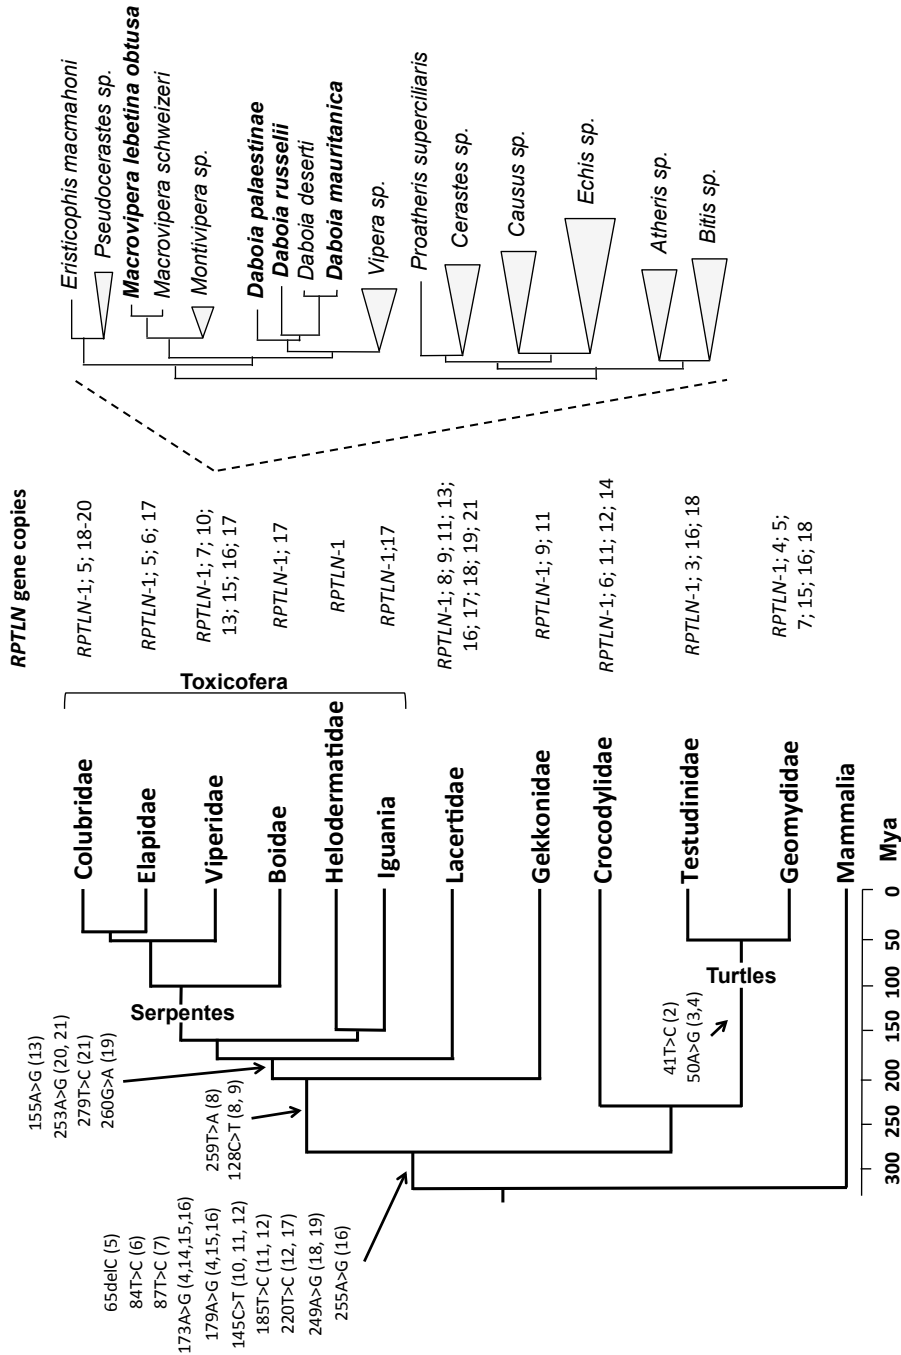 RPTLN gene copies
Colubridae
RPTLN-1; 5; 18-20
Elapidae
RPTLN-1; 5; 6; 17
Viperidae
RPTLN-1; 7; 10;
13; 15; 16; 17
Boidae
RPTLN-1; 17
Helodermatidae
RPTLN-1
Iguania
RPTLN-1;17
Lacertidae
RPTLN-1; 8; 9; 11; 13;
16; 17; 18; 19; 21
Gekkonidae
RPTLN-1; 9; 11
Crocodylidae
RPTLN-1; 6; 11; 12; 14
Testudinidae
RPTLN-1; 3; 16; 18
Geomydidae
RPTLN-1; 4; 5;
7; 15; 16; 18
Mammalia
Toxicofera
Serpentes
Turtles
155A>G (13)
253A>G (20, 21)
279T>C (21)
260G>A (19)
259T>A (8)
128C>T (8, 9)
65delC (5)
84T>C (6)
87T>C (7)
173A>G (4,14,15,16)
179A>G (4,15,16)
145C>T (10, 11, 12)
185T>C (11, 12)
220T>C (12, 17)
249A>G (18, 19)
255A>G (16)
41T>C (2)
50A>G (3,4)
300 250 200 150 100 50 0 Mya
Eristicophis macmahoni
Pseudocerastes sp.
Macrovipera lebetina obtusa
Macrovipera schweizeri
Montivipera sp.
Daboia palaestinae
Daboia russelii
Daboia deserti
Daboia mauritanica
Vipera sp.
Proatheris superciliaris
Cerastes sp.
Causus sp.
Echis sp.
Atheris sp.
Bitis sp.